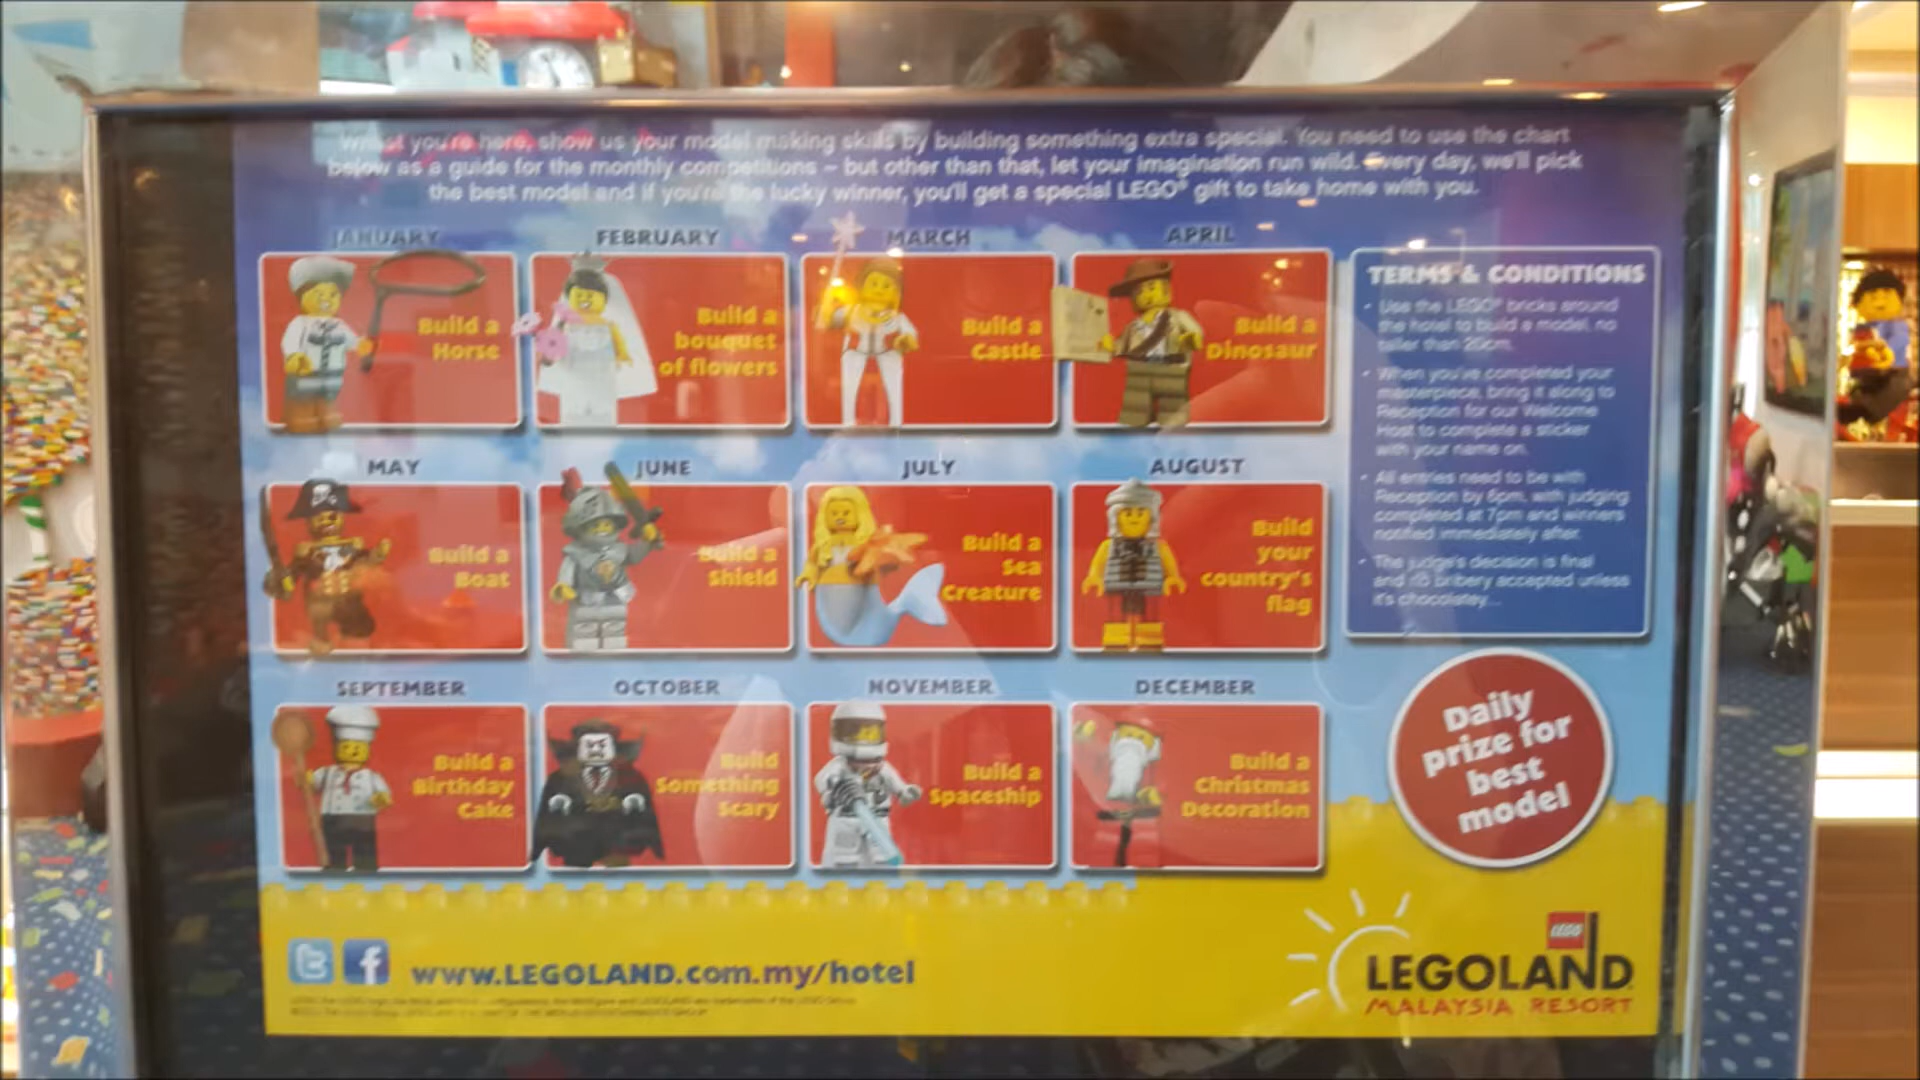 Whilst you're here, show us your model making skills by building something extra special. You need to use the chart
below as a guide for the monthly competitions – but other than that, let your imagination run wild. Every day, we'll pick
the best model and if you're the lucky winner, you'll get a special LEGO® gift to take home with you.
JANUARY
Build a
Horse
FEBRUARY
Build a
bouquet
of flowers
MARCH
Build a
Castle
APRIL
Build a
Dinosaur
MAY
Build a
Boat
JUNE
Build a
Shield
JULY
Build a
Sea
Creature
AUGUST
Build
your
country's
flag
SEPTEMBER
Build a
Birthday
Cake
OCTOBER
Build
Something
Scary
NOVEMBER
Build a
Spaceship
DECEMBER
Build a
Christmas
Decoration
TERMS & CONDITIONS
• Use the LEGO® bricks around
the hotel to build a model, no
taller than 20cm.
• When you've completed your
masterpiece, bring it along to
Reception for our Welcome
Host to complete a sticker
with your name on.
• All entries need to be with
Reception by 6pm, with judging
completed at 7pm and winners
notified immediately after.
• The judge's decision is final
and no bribery accepted unless
it's chocolatey...
Daily
prize for
best
model
www.LEGOLAND.com.my/hotel
LEGO
LEGOLAND
MALAYSIA RESORT